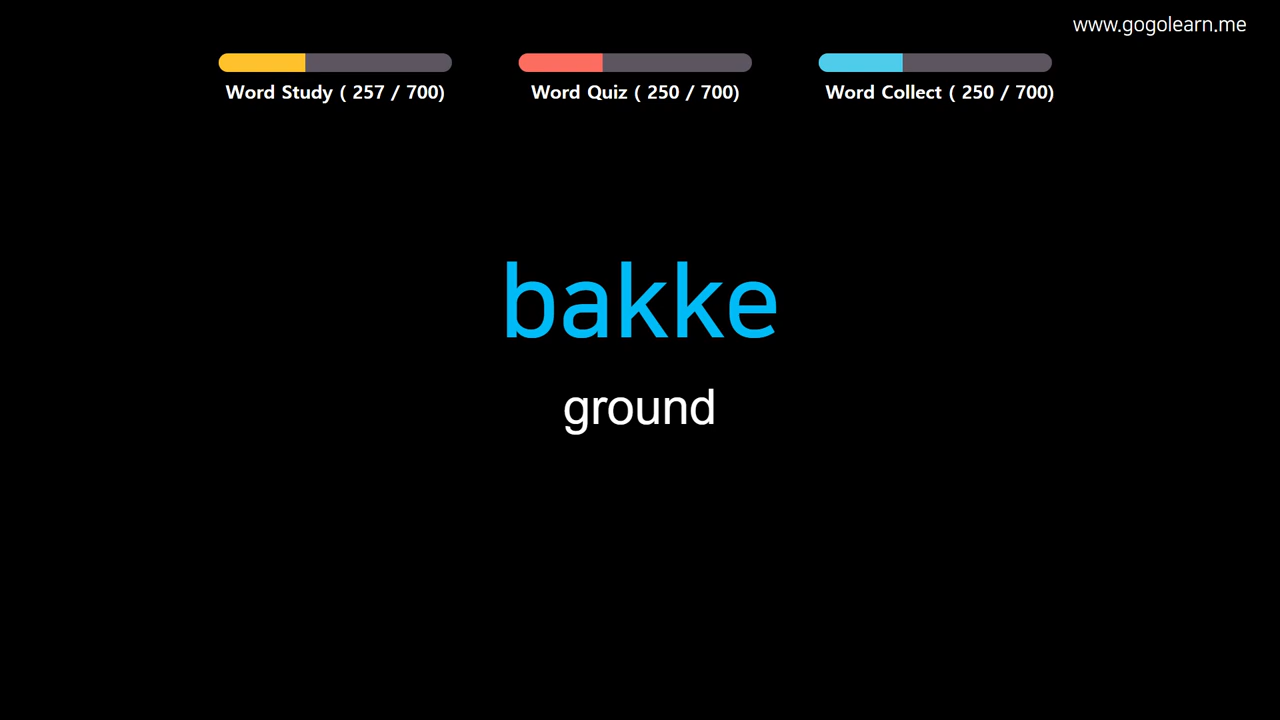 www.gogolearn.me
Word Study ( 257 / 700)
Word Quiz ( 250 / 700)
Word Collect ( 250 / 700)
bakke
ground